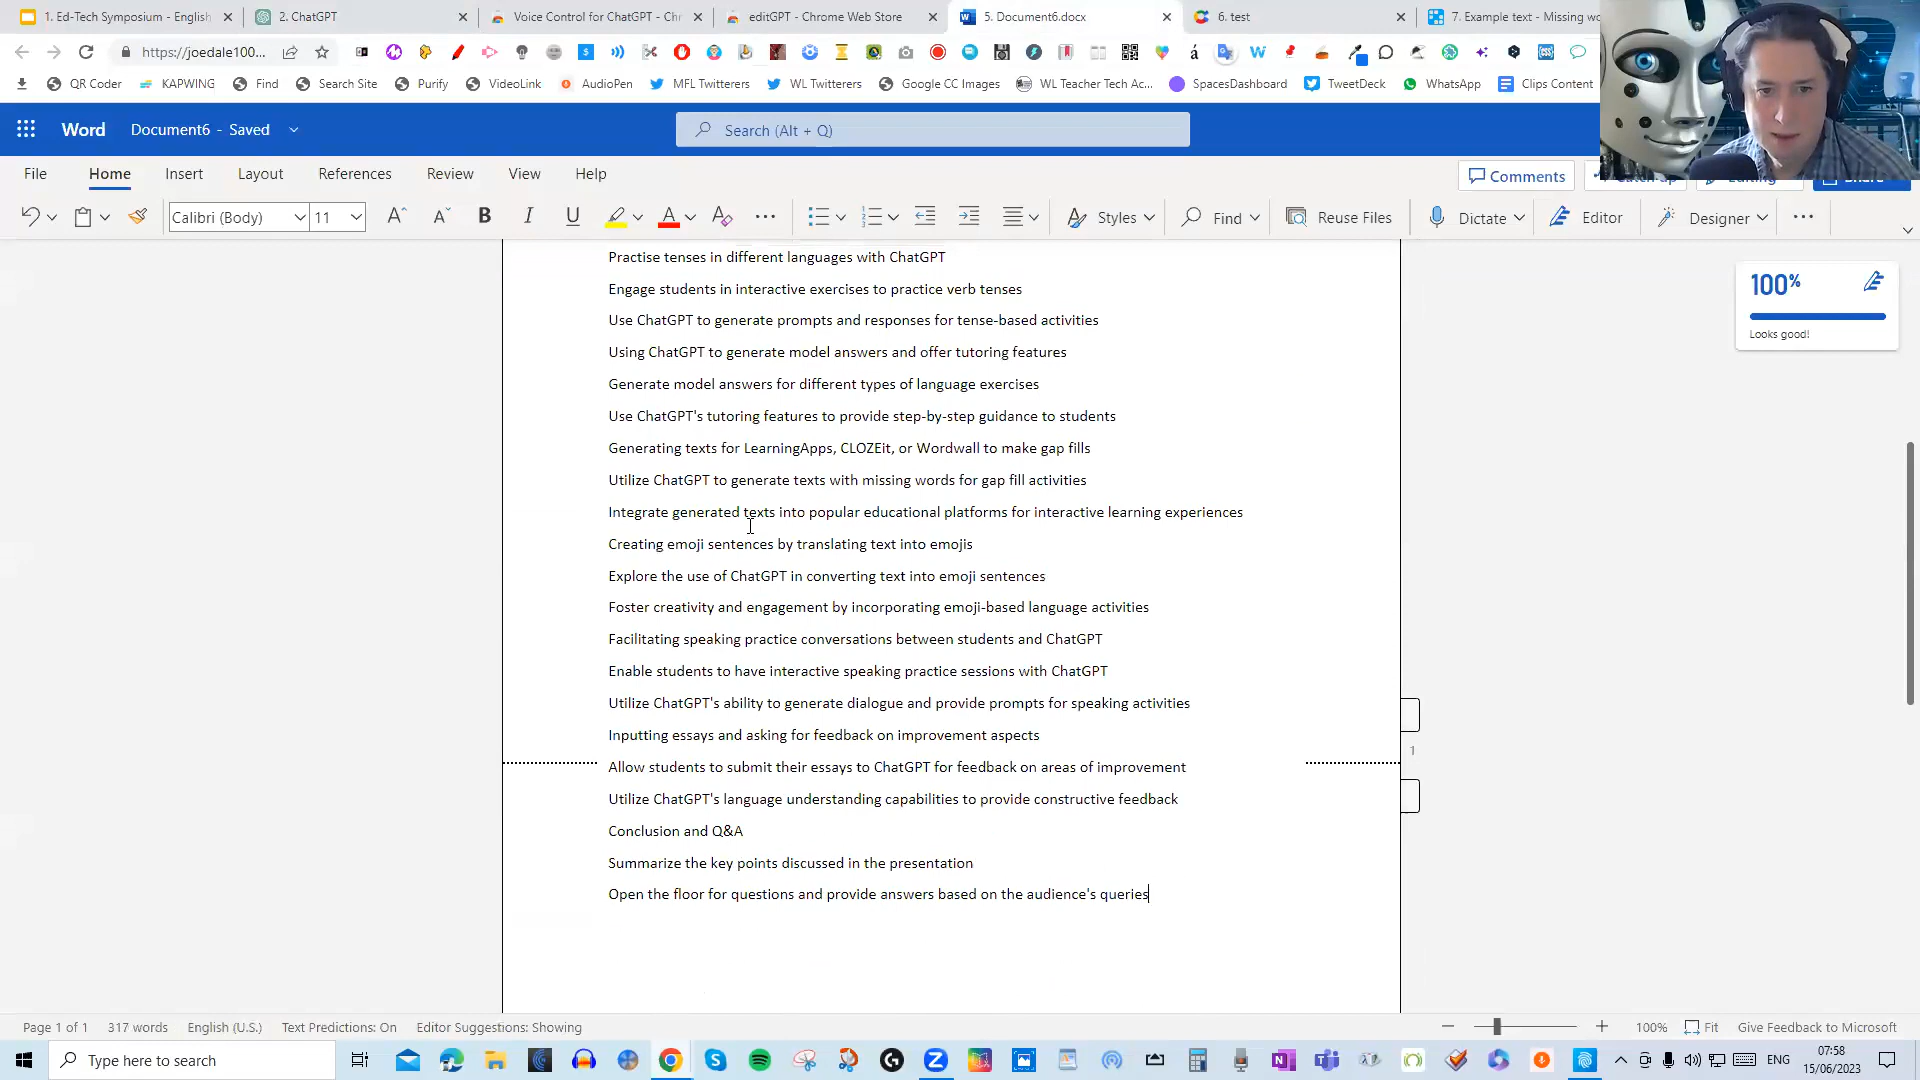 1. Ed-Tech Symposium - English
2. ChatGPT
Voice Control for ChatGPT - Chr
editGPT - Chrome Web Store
5. Document6.docx
6. test
7. Example text - Missing wo
https://joedale100...
QR Coder
KAPWING
Find
Search Site
Purify
VideoLink
AudioPen
MFL Twitterers
WL Twitterers
Google CC Images
WL Teacher Tech Ac...
SpacesDashboard
TweetDeck
WhatsApp
Clips Content
Word
Document6 - Saved
Search (Alt + Q)
File
Home
Insert
Layout
References
Review
View
Help
Comments
Calibri (Body)
11
Styles
Find
Reuse Files
Dictate
Editor
Designer
100%
Looks good!
Practise tenses in different languages with ChatGPT
Engage students in interactive exercises to practice verb tenses
Use ChatGPT to generate prompts and responses for tense-based activities
Using ChatGPT to generate model answers and offer tutoring features
Generate model answers for different types of language exercises
Use ChatGPT's tutoring features to provide step-by-step guidance to students
Generating texts for LearningApps, CLOZEit, or Wordwall to make gap fills
Utilize ChatGPT to generate texts with missing words for gap fill activities
Integrate generated texts into popular educational platforms for interactive learning experiences
Creating emoji sentences by translating text into emojis
Explore the use of ChatGPT in converting text into emoji sentences
Foster creativity and engagement by incorporating emoji-based language activities
Facilitating speaking practice conversations between students and ChatGPT
Enable students to have interactive speaking practice sessions with ChatGPT
Utilize ChatGPT's ability to generate dialogue and provide prompts for speaking activities
Inputting essays and asking for feedback on improvement aspects
1
Allow students to submit their essays to ChatGPT for feedback on areas of improvement
Utilize ChatGPT's language understanding capabilities to provide constructive feedback
Conclusion and Q&A
Summarize the key points discussed in the presentation
Open the floor for questions and provide answers based on the audience's queries
Page 1 of 1
317 words
English (U.S.)
Text Predictions: On
Editor Suggestions: Showing
100%
Fit
Give Feedback to Microsoft
Type here to search
ENG
07:58
15/06/2023